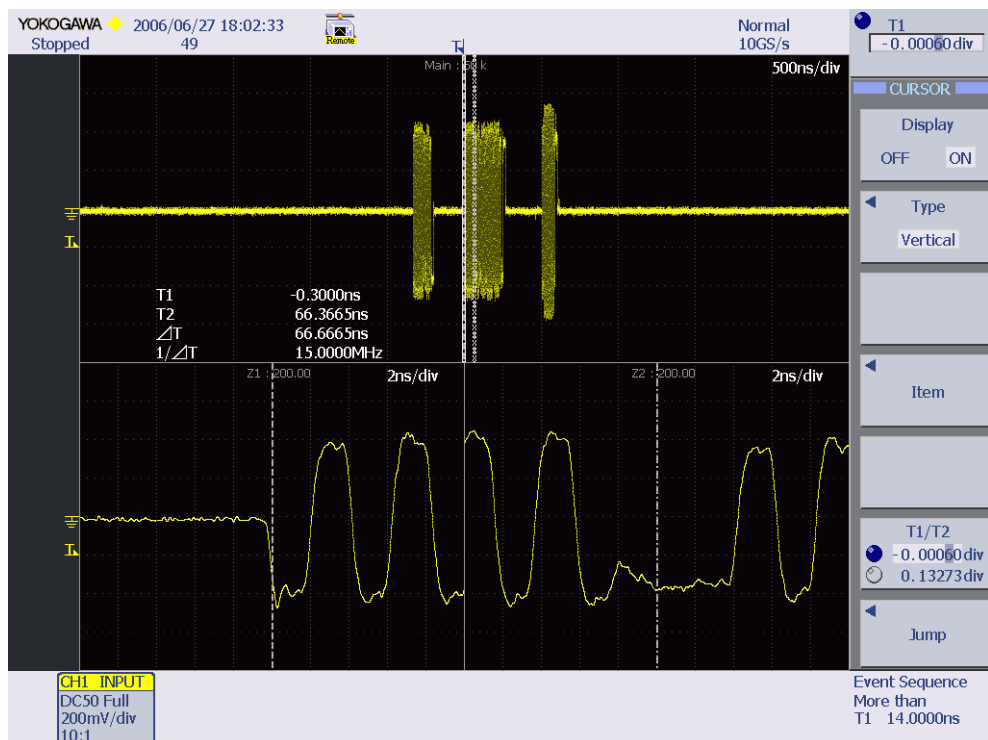 YOKOGAWA 2006/06/27 18:02:33
Stopped 49
Remote
Normal
10GS/s
T
Main : k
500ns/div
T1 -0.3000ns
T2 66.3665ns
⊿T 66.6665ns
1/⊿T 15.0000MHz
Z1 : 200.00
2ns/div
Z2 : 200.00
2ns/div
T1
-0.00060div
CURSOR
Display
OFF ON
Type
Vertical
Item
T1/T2
-0.00060div
0.13273div
Jump
CH1 INPUT
DC50 Full
200mV/div
10:1
Event Sequence
More than
T1 14.0000ns